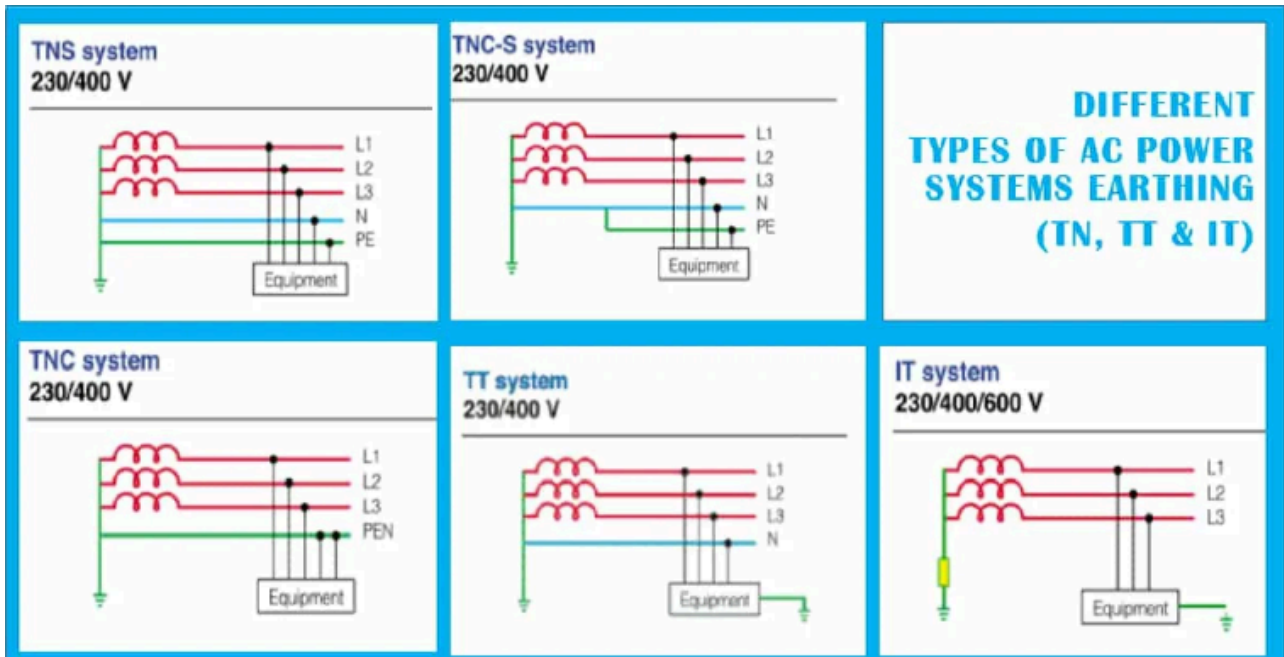 TNS system
230/400 V
L1
L2
L3
N
PE
Equipment
TNC-S system
230/400 V
L1
L2
L3
N
PE
Equipment
DIFFERENT
TYPES OF AC POWER
SYSTEMS EARTHING
(TN, TT & IT)
TNC system
230/400 V
L1
L2
L3
PEN
Equipment
TT system
230/400 V
L1
L2
L3
N
Equipment
IT system
230/400/600 V
L1
L2
L3
Equipment